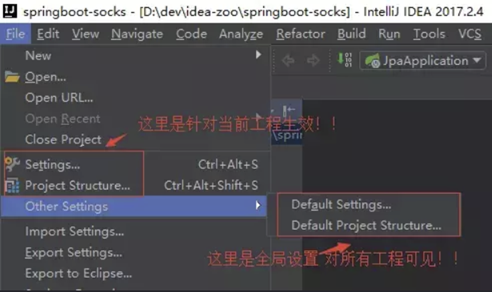 springboot-socks - [D:\dev\idea-zoo\springboot-socks] - IntelliJ IDEA 2017.2.4
File Edit View Navigate Code Analyze Refactor Build Run Tools VCS
New
Open...
JpaApplication
Open URL...
Open Recent
Close Project
这里是针对当前工程生效！！
Settings... Ctrl+Alt+S
Project Structure... Ctrl+Alt+Shift+S
Other Settings
Default Settings...
Default Project Structure...
Import Settings...
Export Settings...
这里是全局设置 对所有工程可见！！
Export to Eclipse...